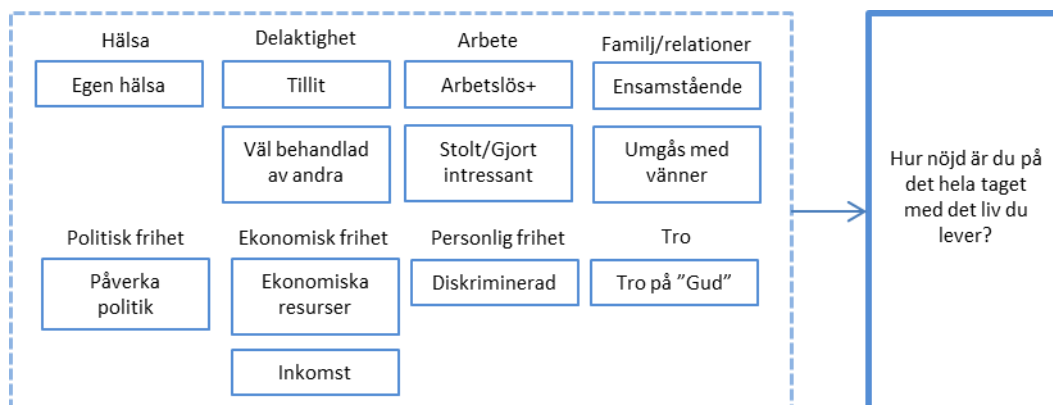 Hälsa
Delaktighet
Arbete
Familj/relationer
Egen hälsa
Tillit
Arbetslös+
Ensamstående
Väl behandlad
av andra
Stolt/Gjort
intressant
Umgås med
vänner
Politisk frihet
Ekonomisk frihet
Personlig frihet
Tro
Påverka
politik
Ekonomiska
resurser
Diskriminerad
Tro på ”Gud”
Inkomst
Hur nöjd är du på
det hela taget
med det liv du
lever?